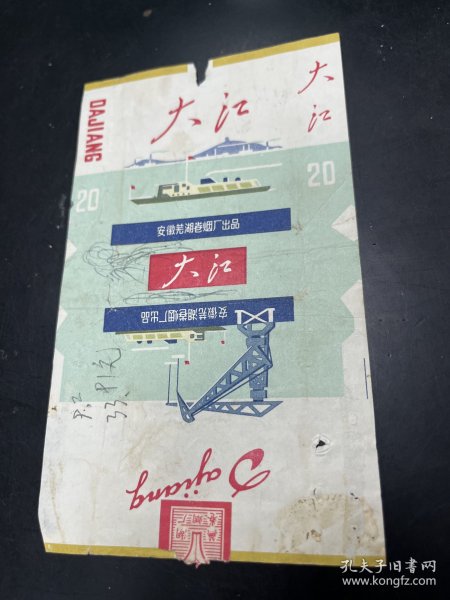 DAJIANG
大江
大江
20
20
安徽芜湖卷烟厂出品
大江
安徽芜湖卷烟厂出品
Dajiang
孔夫子旧书网
www.kongfz.com